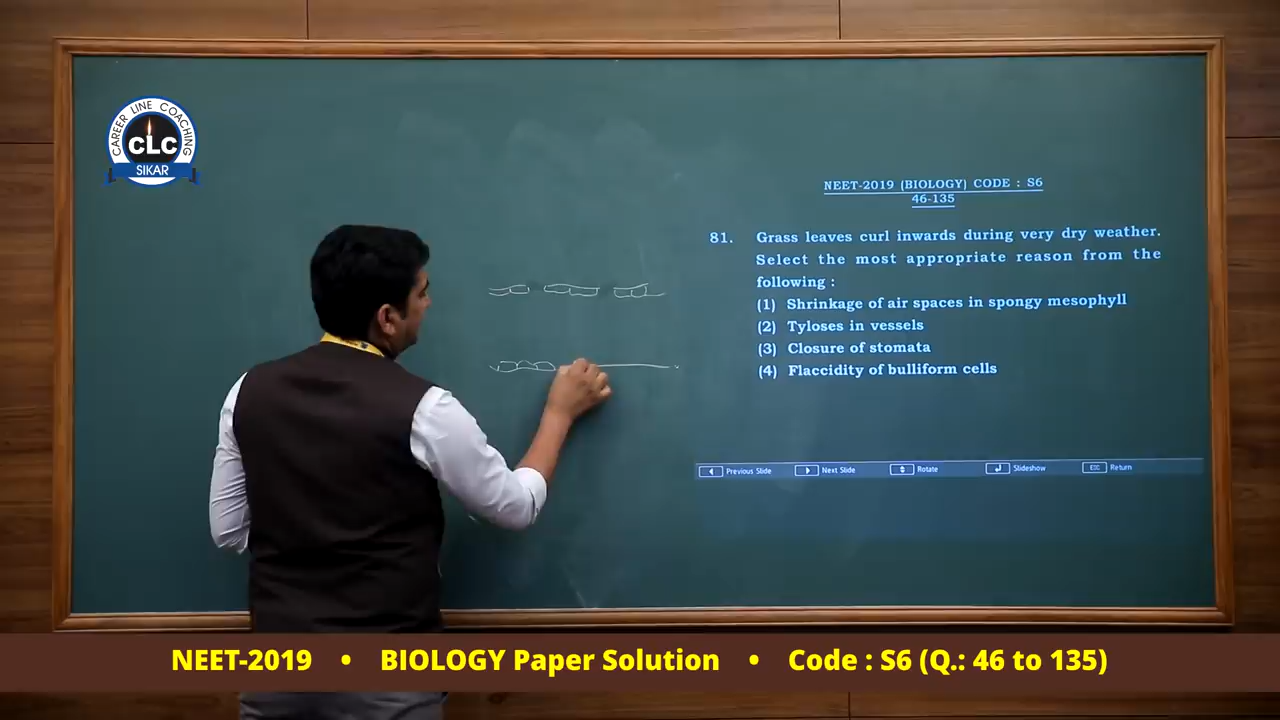 CAREER LINE COACHING
CLC
SIKAR
NEET-2019 (BIOLOGY) CODE : S6
46-135
81. Grass leaves curl inwards during very dry weather.
Select the most appropriate reason from the
following :
(1) Shrinkage of air spaces in spongy mesophyll
(2) Tyloses in vessels
(3) Closure of stomata
(4) Flaccidity of bulliform cells
Previous Slide Next Slide Rotate Slideshow ESC Return
NEET-2019 • BIOLOGY Paper Solution • Code : S6 (Q.: 46 to 135)